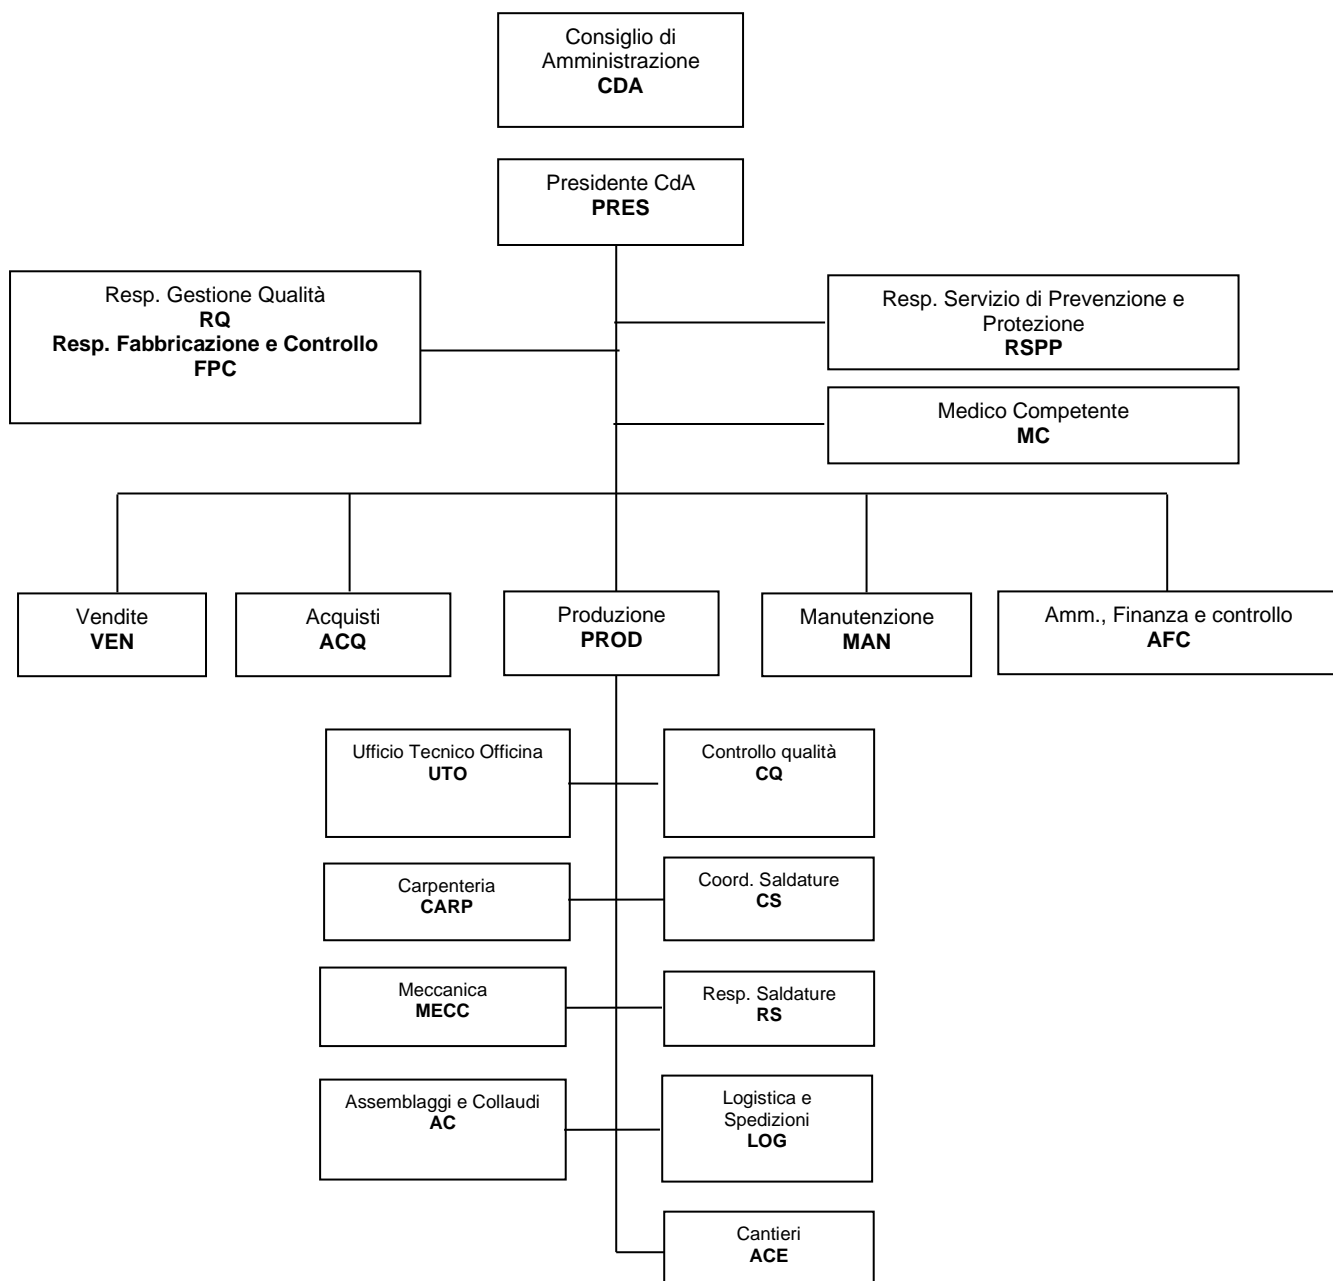 Consiglio di
Amministrazione
CDA
Presidente CdA
PRES
Resp. Gestione Qualità
RQ
Resp. Fabbricazione e Controllo
FPC
Resp. Servizio di Prevenzione e
Protezione
RSPP
Medico Competente
MC
Vendite
VEN
Acquisti
ACQ
Produzione
PROD
Manutenzione
MAN
Amm., Finanza e controllo
AFC
Ufficio Tecnico Officina
UTO
Controllo qualità
CQ
Carpenteria
CARP
Coord. Saldature
CS
Meccanica
MECC
Resp. Saldature
RS
Assemblaggi e Collaudi
AC
Logistica e
Spedizioni
LOG
Cantieri
ACE